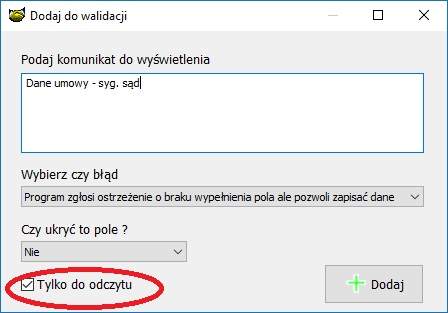 Dodaj do walidacji
Podaj komunikat do wyświetlenia
Dane umowy - syg. sąd
Wybierz czy błąd
Program zgłosi ostrzeżenie o braku wypełnienia pola ale pozwoli zapisać dane
Czy ukryć to pole ?
Nie
Tylko do odczytu
Dodaj